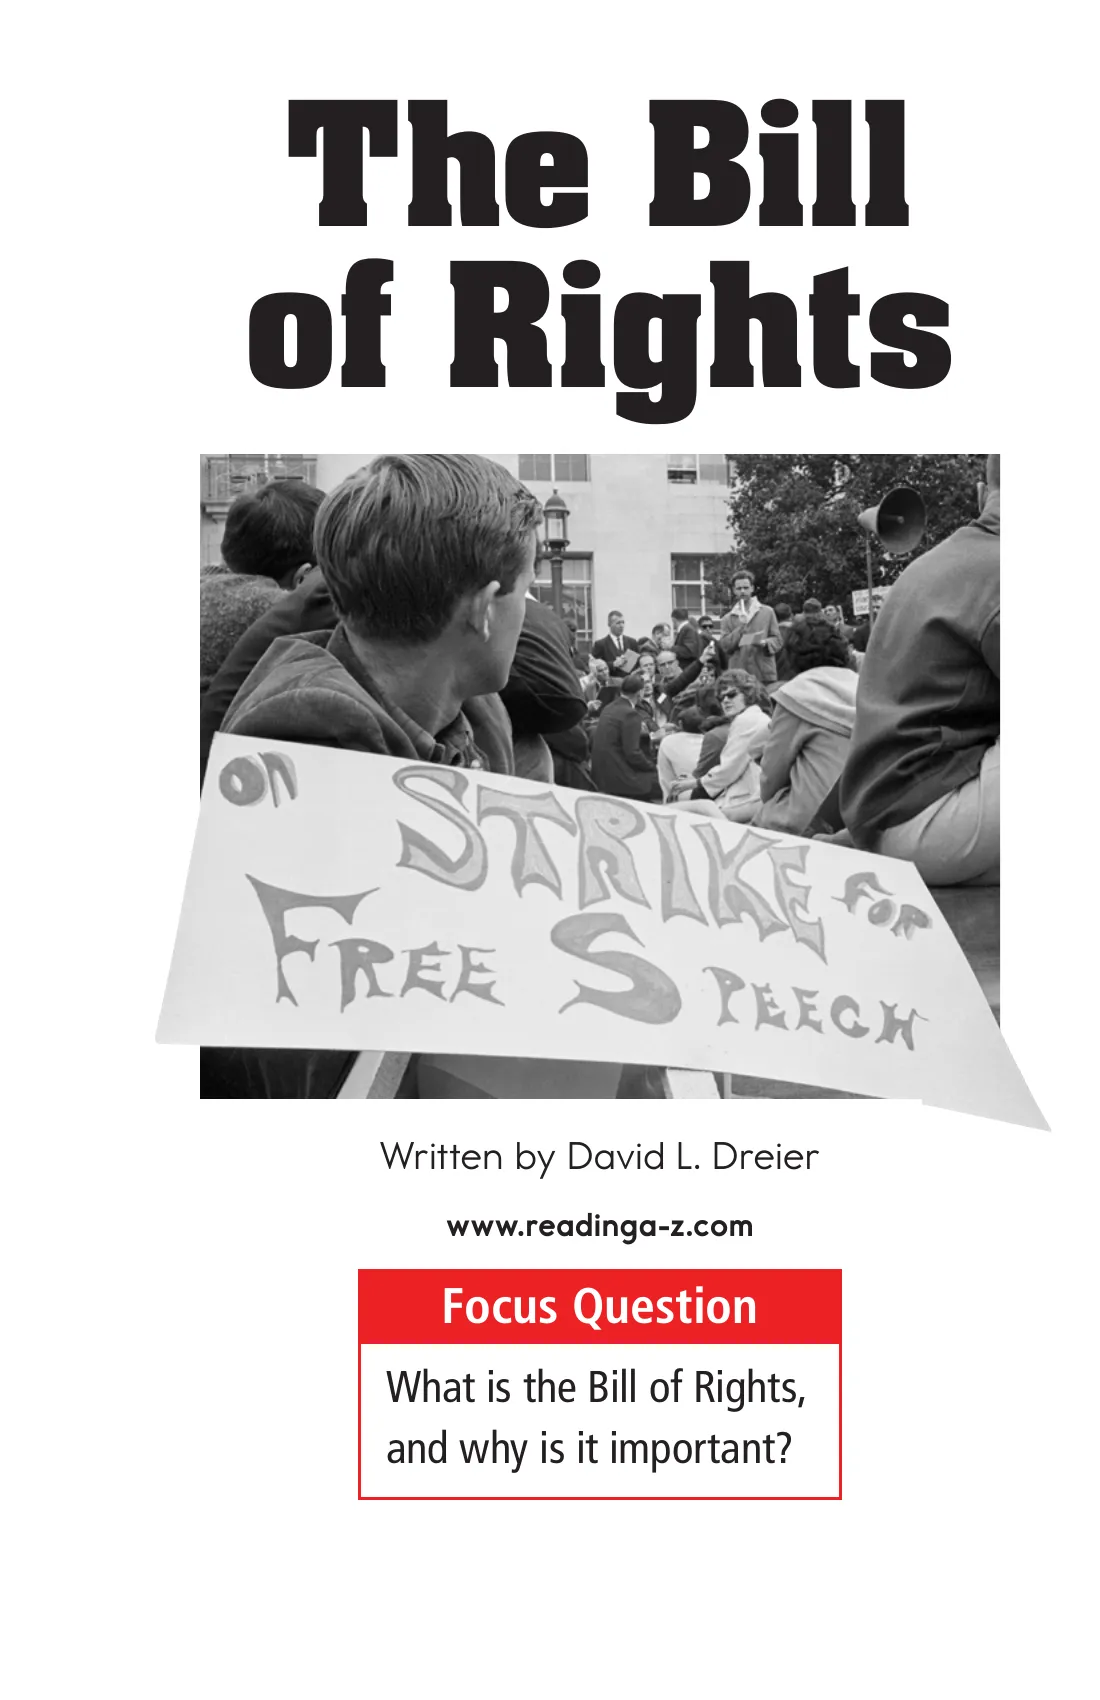 The Bill
of Rights
ON STRIKE FOR
FREE SPEECH
Written by David L. Dreier
www.readinga-z.com
Focus Question
What is the Bill of Rights,
and why is it important?